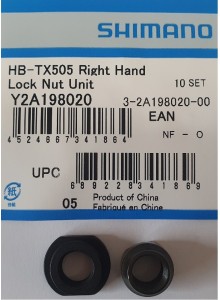 SHIMANO
HB-TX505 Right Hand
Lock Nut Unit
10 SET
Y2A198020
3-2A198020-00
EAN
NF - O
4 524667 341864
UPC
6 89228 34186 9
05
Product of China
Fabriqué en Chine
紙